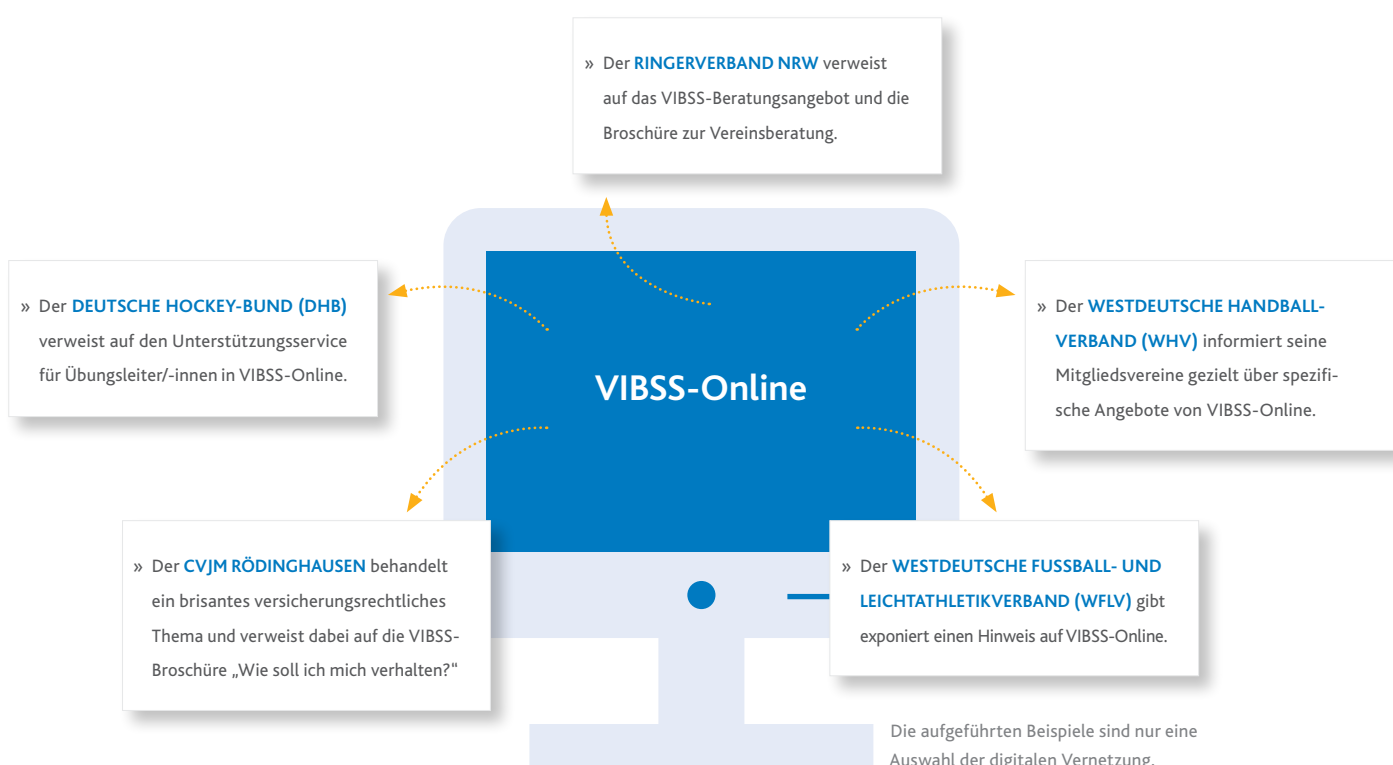 » Der RINGERVERBAND NRW verweist
auf das VIBSS-Beratungsangebot und die
Broschüre zur Vereinsberatung.
» Der DEUTSCHE HOCKEY-BUND (DHB)
verweist auf den Unterstützungsservice
für Übungsleiter/-innen in VIBSS-Online.
» Der WESTDEUTSCHE HANDBALL-
VERBAND (WHV) informiert seine
Mitgliedsvereine gezielt über spezifi-
sche Angebote von VIBSS-Online.
VIBSS-Online
» Der CVJM RÖDINGHAUSEN behandelt
ein brisantes versicherungsrechtliches
Thema und verweist dabei auf die VIBSS-
Broschüre „Wie soll ich mich verhalten?“
» Der WESTDEUTSCHE FUSSBALL- UND
LEICHTATHLETIKVERBAND (WFLV) gibt
exponiert einen Hinweis auf VIBSS-Online.
Die aufgeführten Beispiele sind nur eine
Auswahl der digitalen Vernetzung.